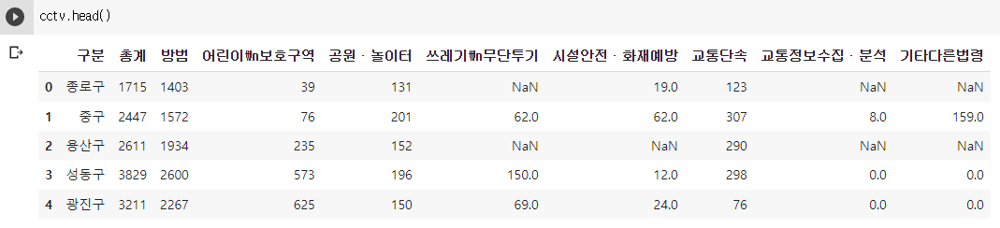 cctv.head()
구분 총계 방범 어린이\n보호구역 공원 · 놀이터 쓰레기\n무단투기 시설안전 · 화재예방 교통단속 교통정보수집 · 분석 기타다른법령
0 종로구 1715 1403 39 131 NaN 19.0 123 NaN NaN
1 중구 2447 1572 76 201 62.0 62.0 307 8.0 159.0
2 용산구 2611 1934 235 152 NaN NaN 290 NaN NaN
3 성동구 3829 2600 573 196 150.0 12.0 298 0.0 0.0
4 광진구 3211 2267 625 150 69.0 24.0 76 0.0 0.0